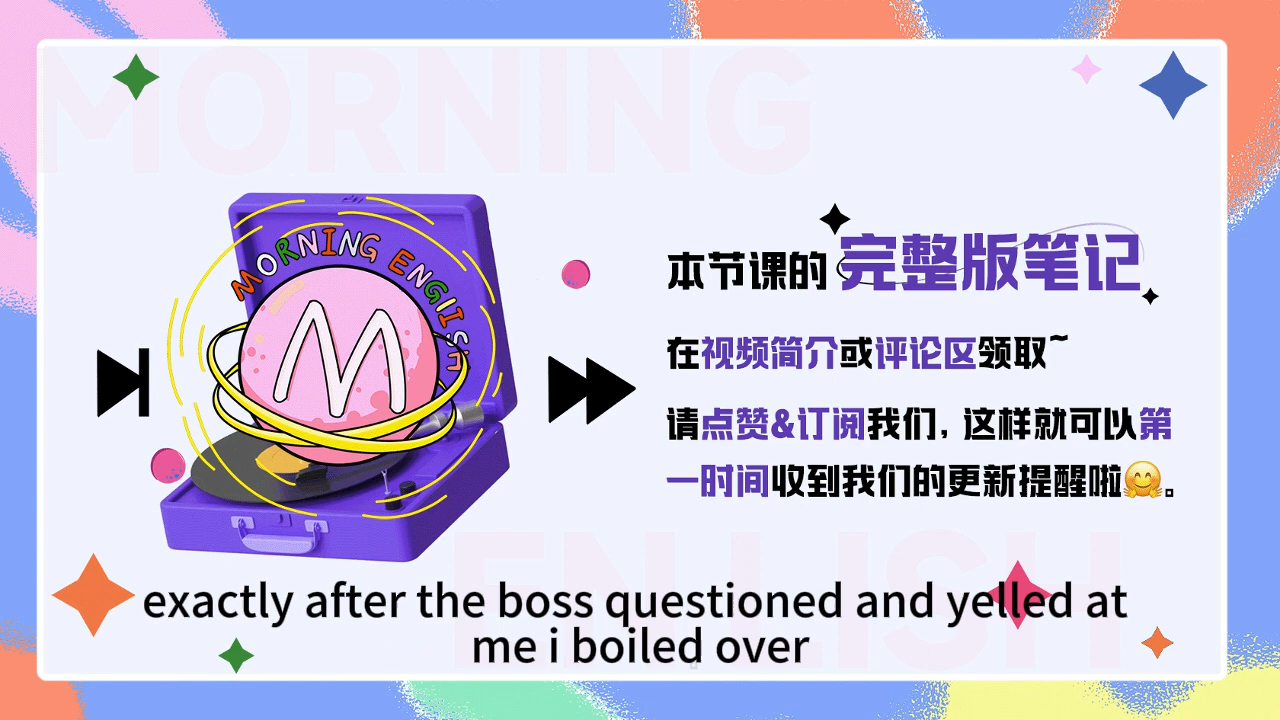 MORNING
MORNING ENGlISH
M
本节课的 完整版笔记
在视频简介或评论区领取~
请点赞&订阅我们, 这样就可以第
一时间收到我们的更新提醒啦🤗。
exactly after the boss questioned and yelled at
me i boiled over